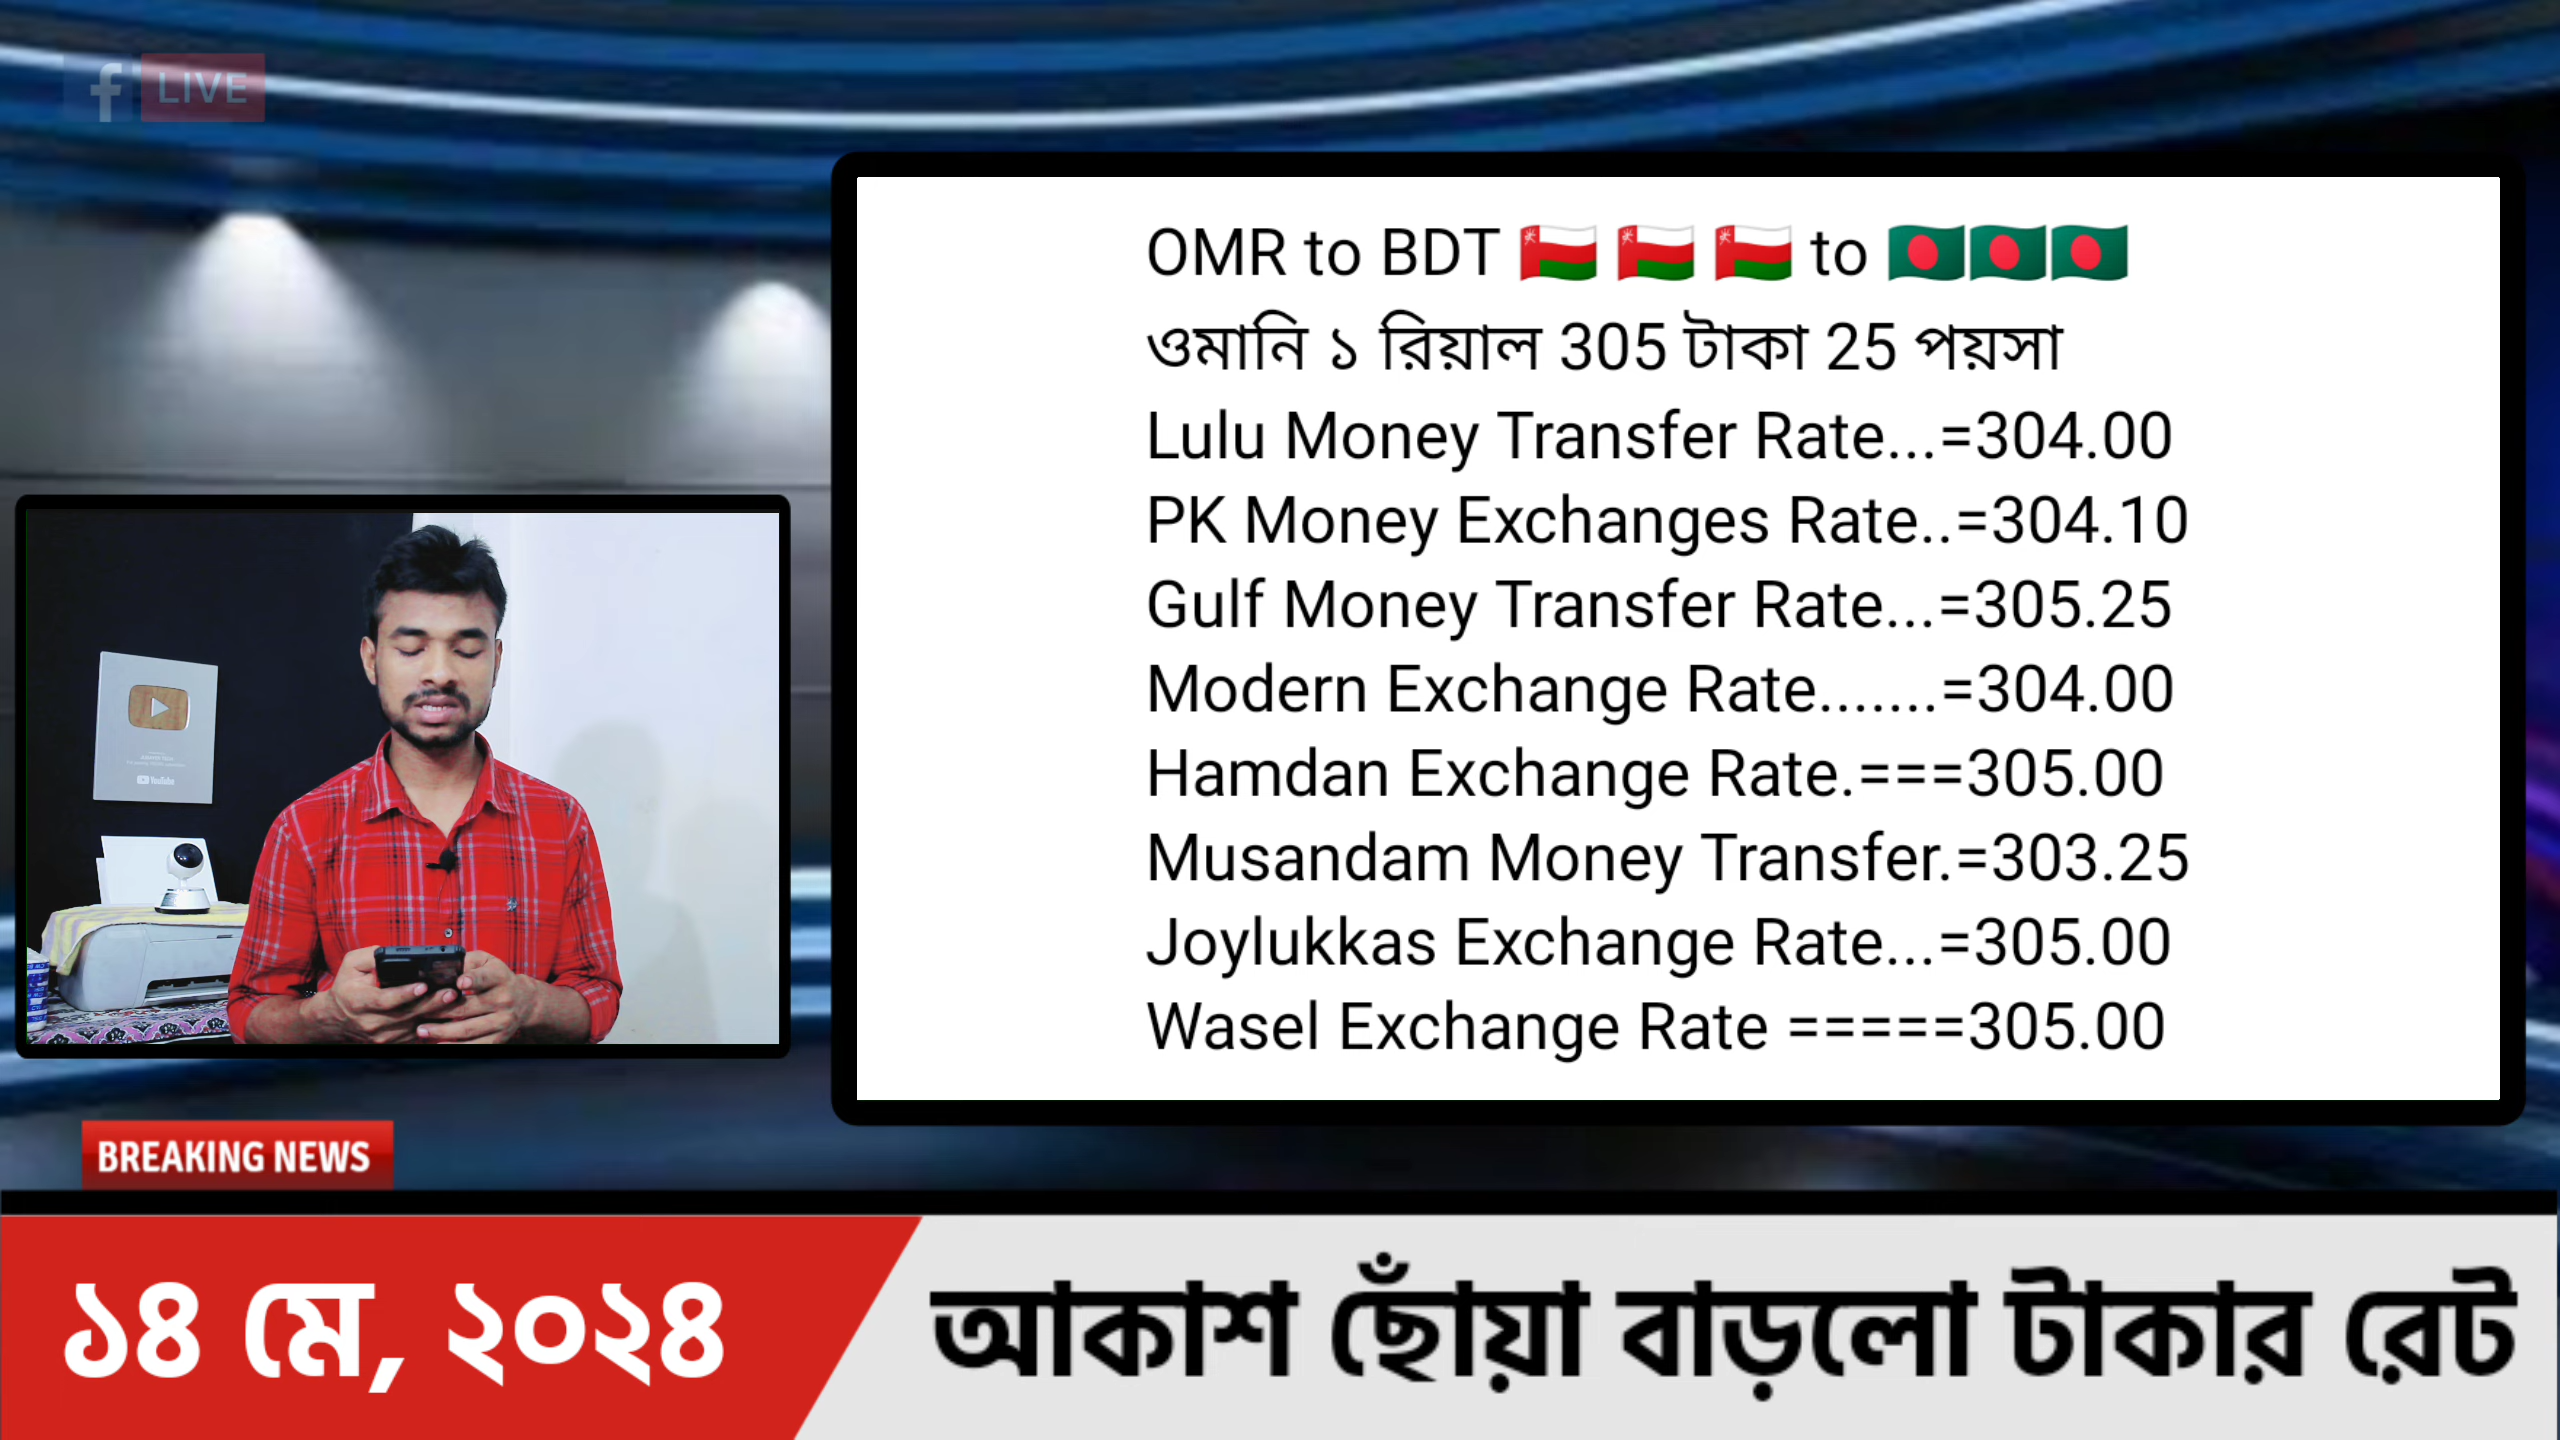 f LIVE
OMR to BDT 🇴🇲 🇴🇲 🇴🇲 to 🇧🇩🇧🇩🇧🇩
ওমানি ১ রিয়াল 305 টাকা 25 পয়সা
Lulu Money Transfer Rate...=304.00
PK Money Exchanges Rate..=304.10
Gulf Money Transfer Rate...=305.25
Modern Exchange Rate.......=304.00
Hamdan Exchange Rate.===305.00
Musandam Money Transfer.=303.25
Joylukkas Exchange Rate...=305.00
Wasel Exchange Rate =====305.00
YouTube
BREAKING NEWS
১৪ মে, ২০২৪
আকাশ ছোঁয়া বাড়লো টাকার রেট